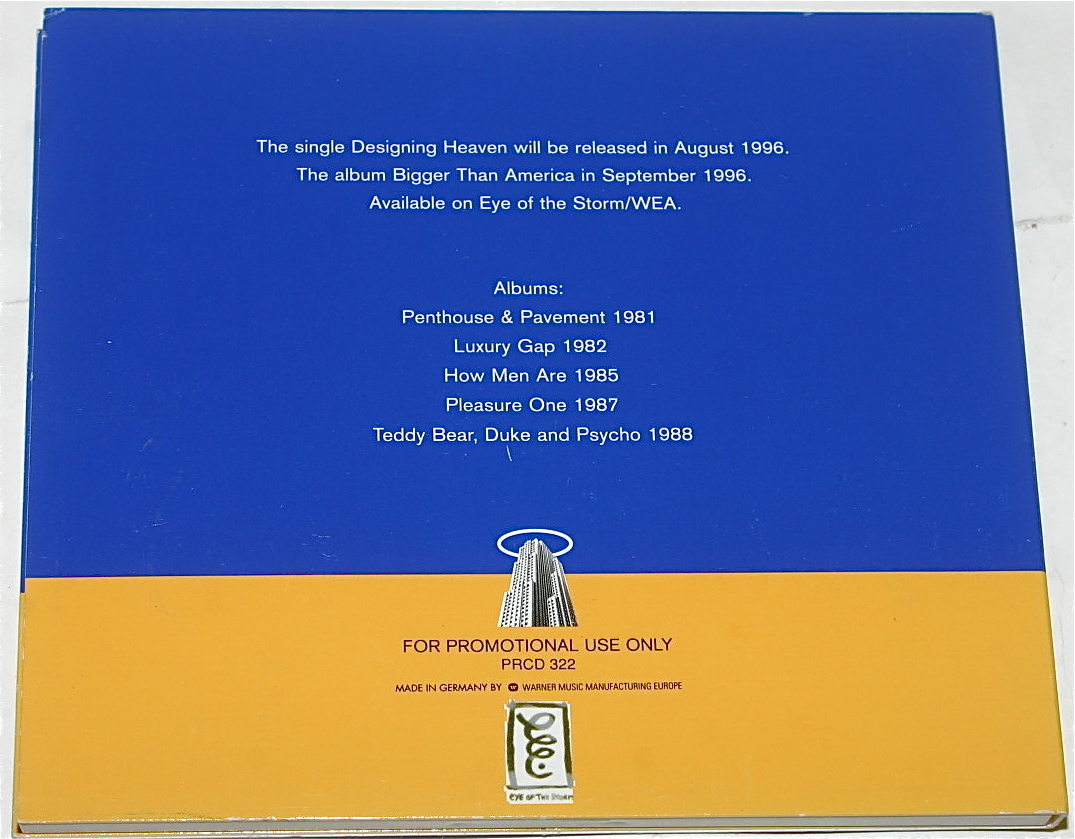 The single Designing Heaven will be released in August 1996.
The album Bigger Than America in September 1996.
Available on Eye of the Storm/WEA.
Albums:
Penthouse & Pavement 1981
Luxury Gap 1982
How Men Are 1985
Pleasure One 1987
Teddy Bear, Duke and Psycho 1988
FOR PROMOTIONAL USE ONLY
PRCD 322
MADE IN GERMANY BY WARNER MUSIC MANUFACTURING EUROPE
EYE OF THE STORM